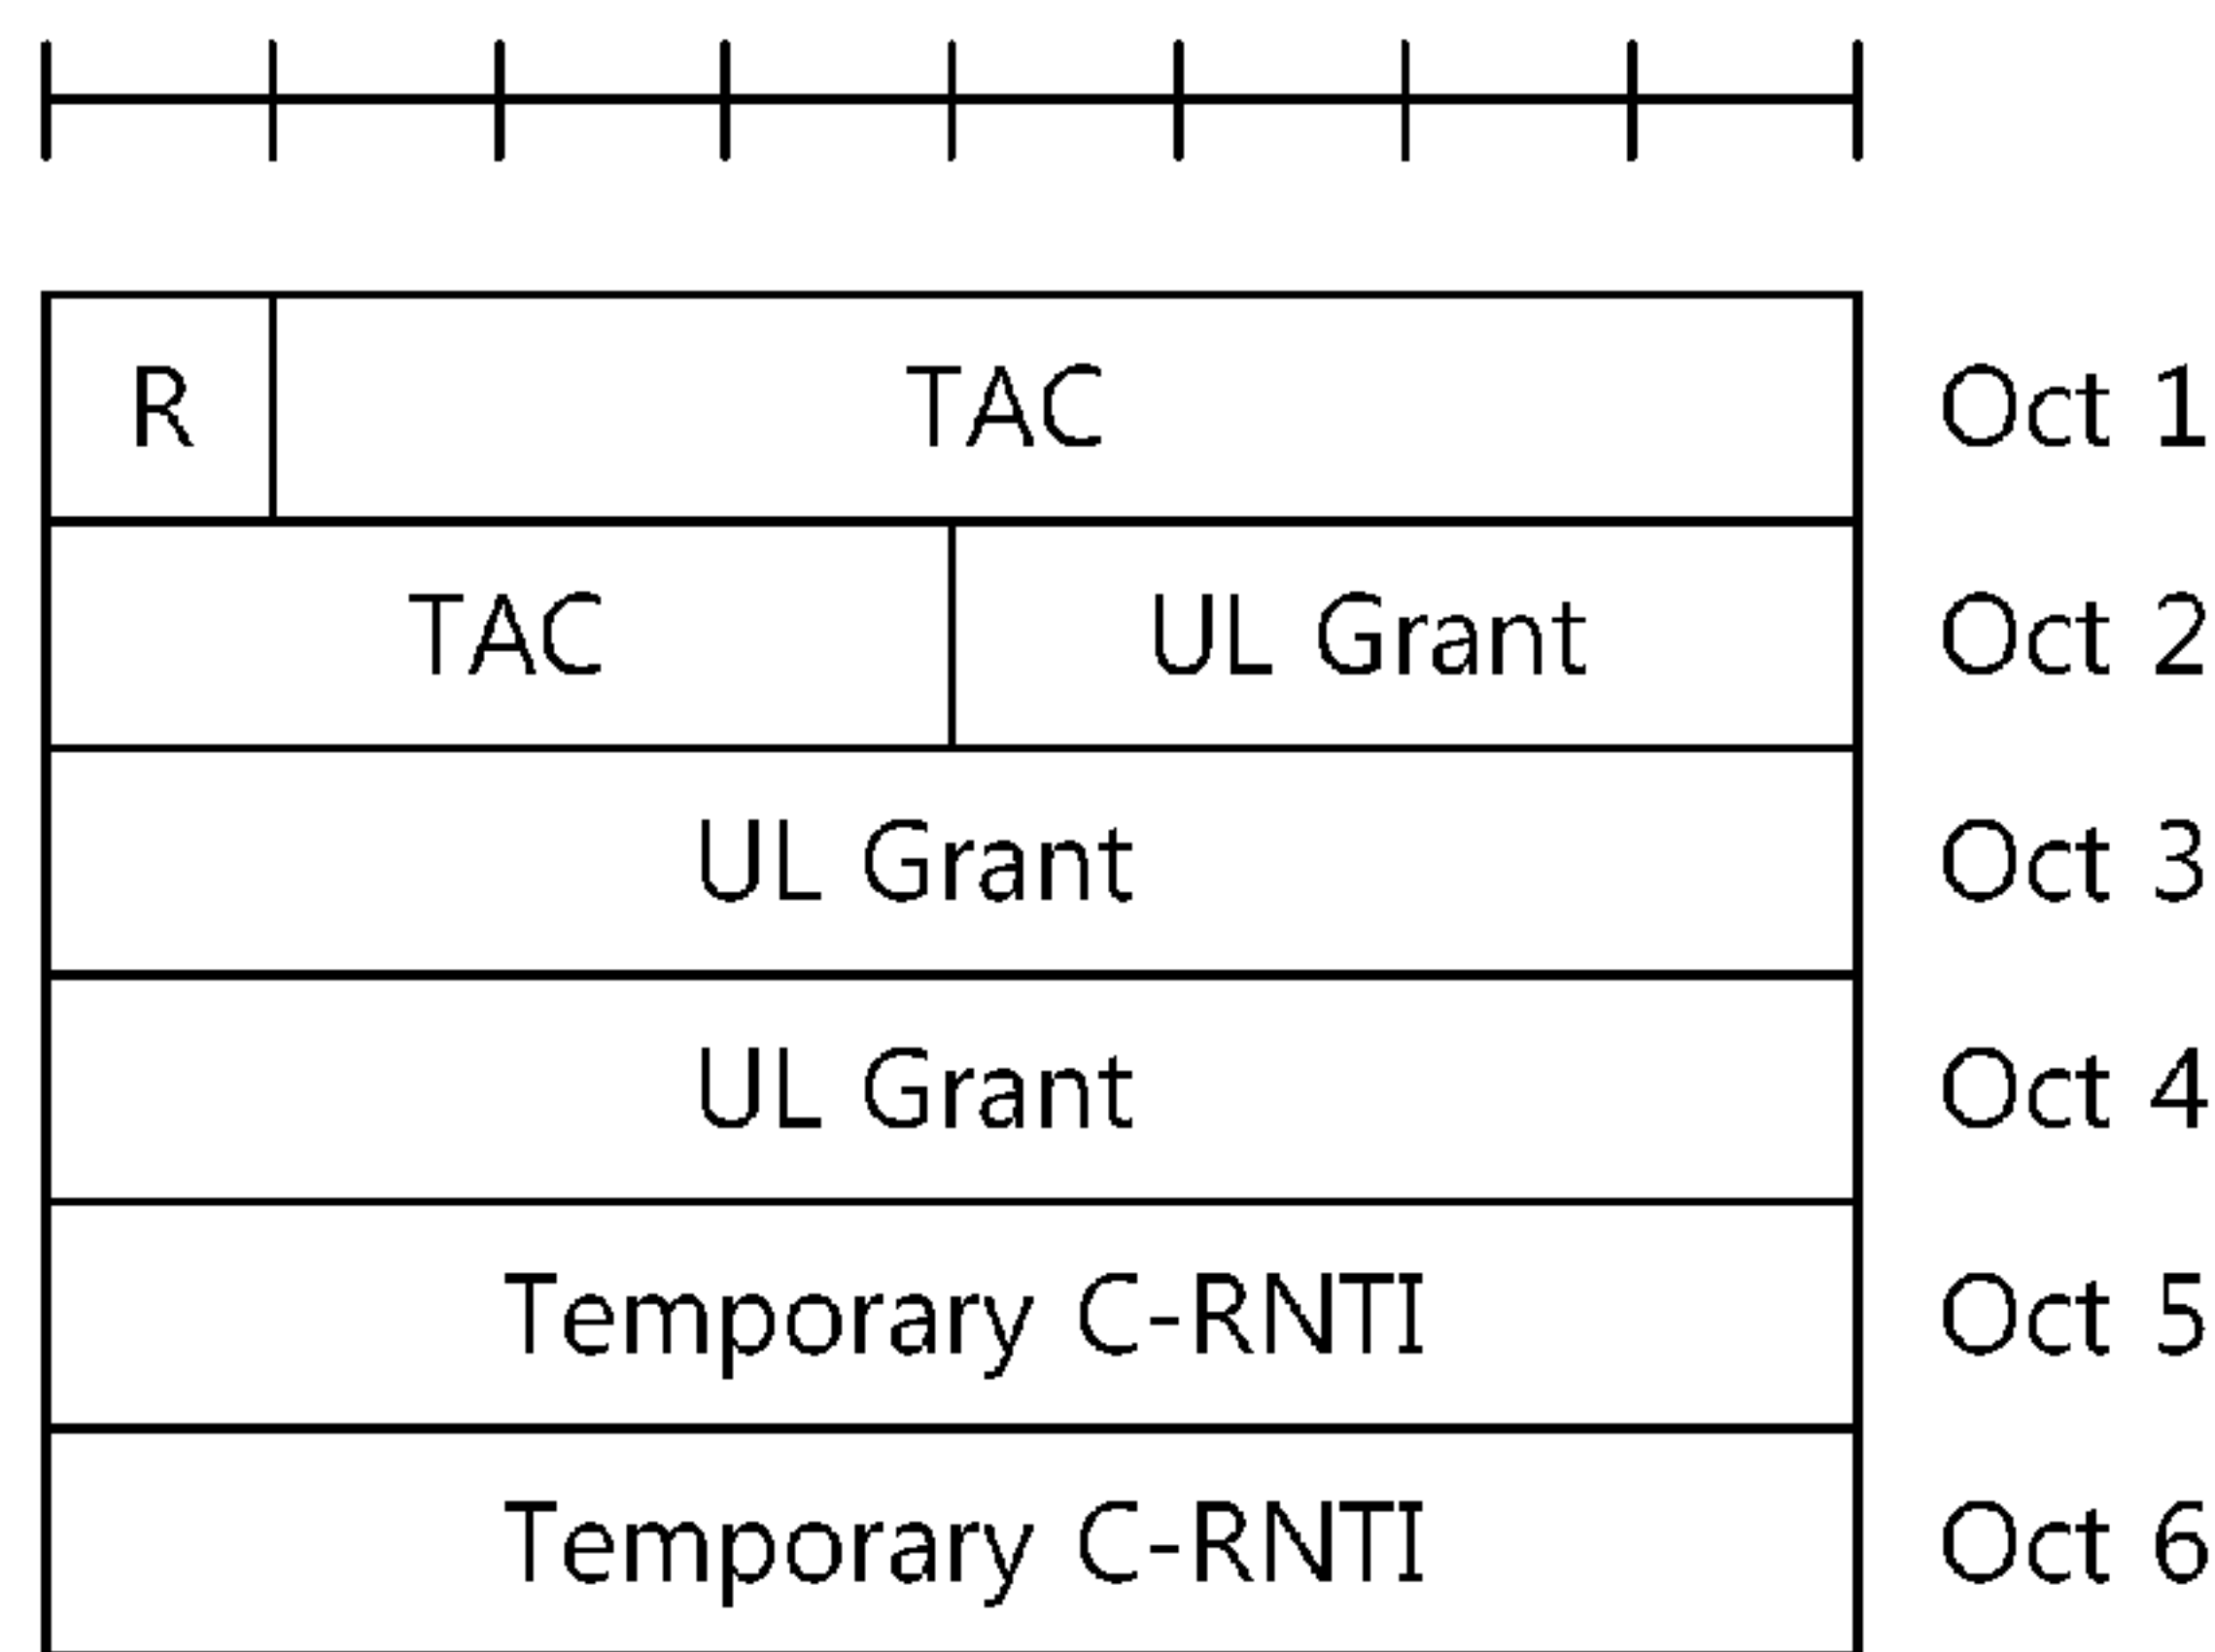 R TAC Oct 1
TAC UL Grant Oct 2
UL Grant Oct 3
UL Grant Oct 4
Temporary C-RNTI Oct 5
Temporary C-RNTI Oct 6